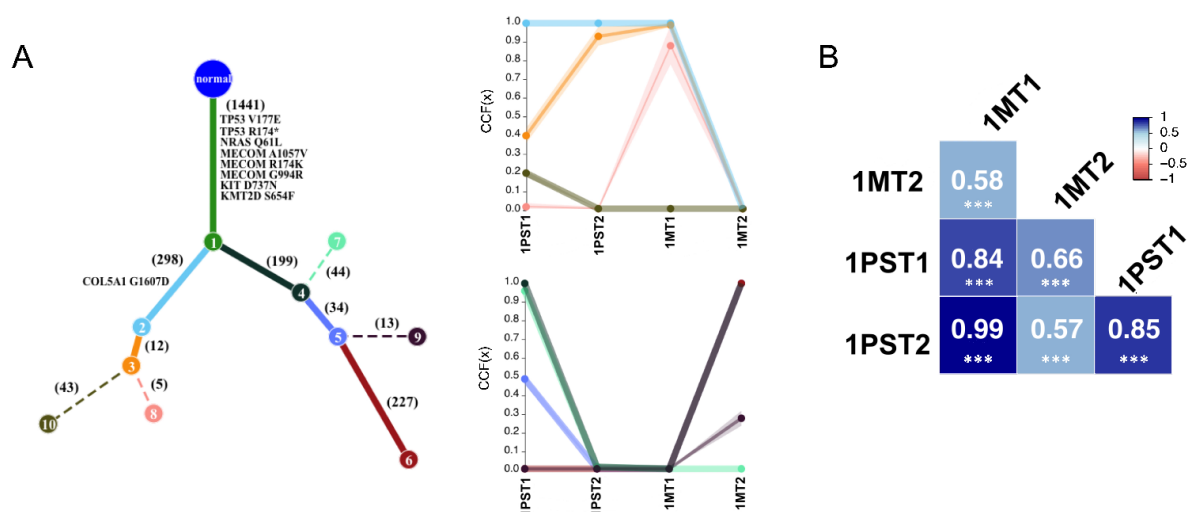 A
normal
(1441)
TP53 V177E
TP53 R174*
NRAS Q61L
MECOM A1057V
MECOM R174K
MECOM G994R
KIT D737N
KMT2D S654F
1
(298)
(199)
7
COL5A1 G1607D
(44)
4
2
(34)
(13)
5
9
(12)
3
(43)
(5)
8
10
(227)
6
CCF(x)
1.0
0.9
0.8
0.7
0.6
0.5
0.4
0.3
0.2
0.1
0.0
1PST1
1PST2
1MT1
1MT2
CCF(x)
1.0
0.9
0.8
0.7
0.6
0.5
0.4
0.3
0.2
0.1
0.0
1PST1
1PST2
1MT1
1MT2
B
1MT1
1MT2
1PST1
1MT2
0.58
***
1PST1
0.84 0.66
*** ***
1PST2
0.99 0.57 0.85
*** *** ***
1
0.5
0
−0.5
−1